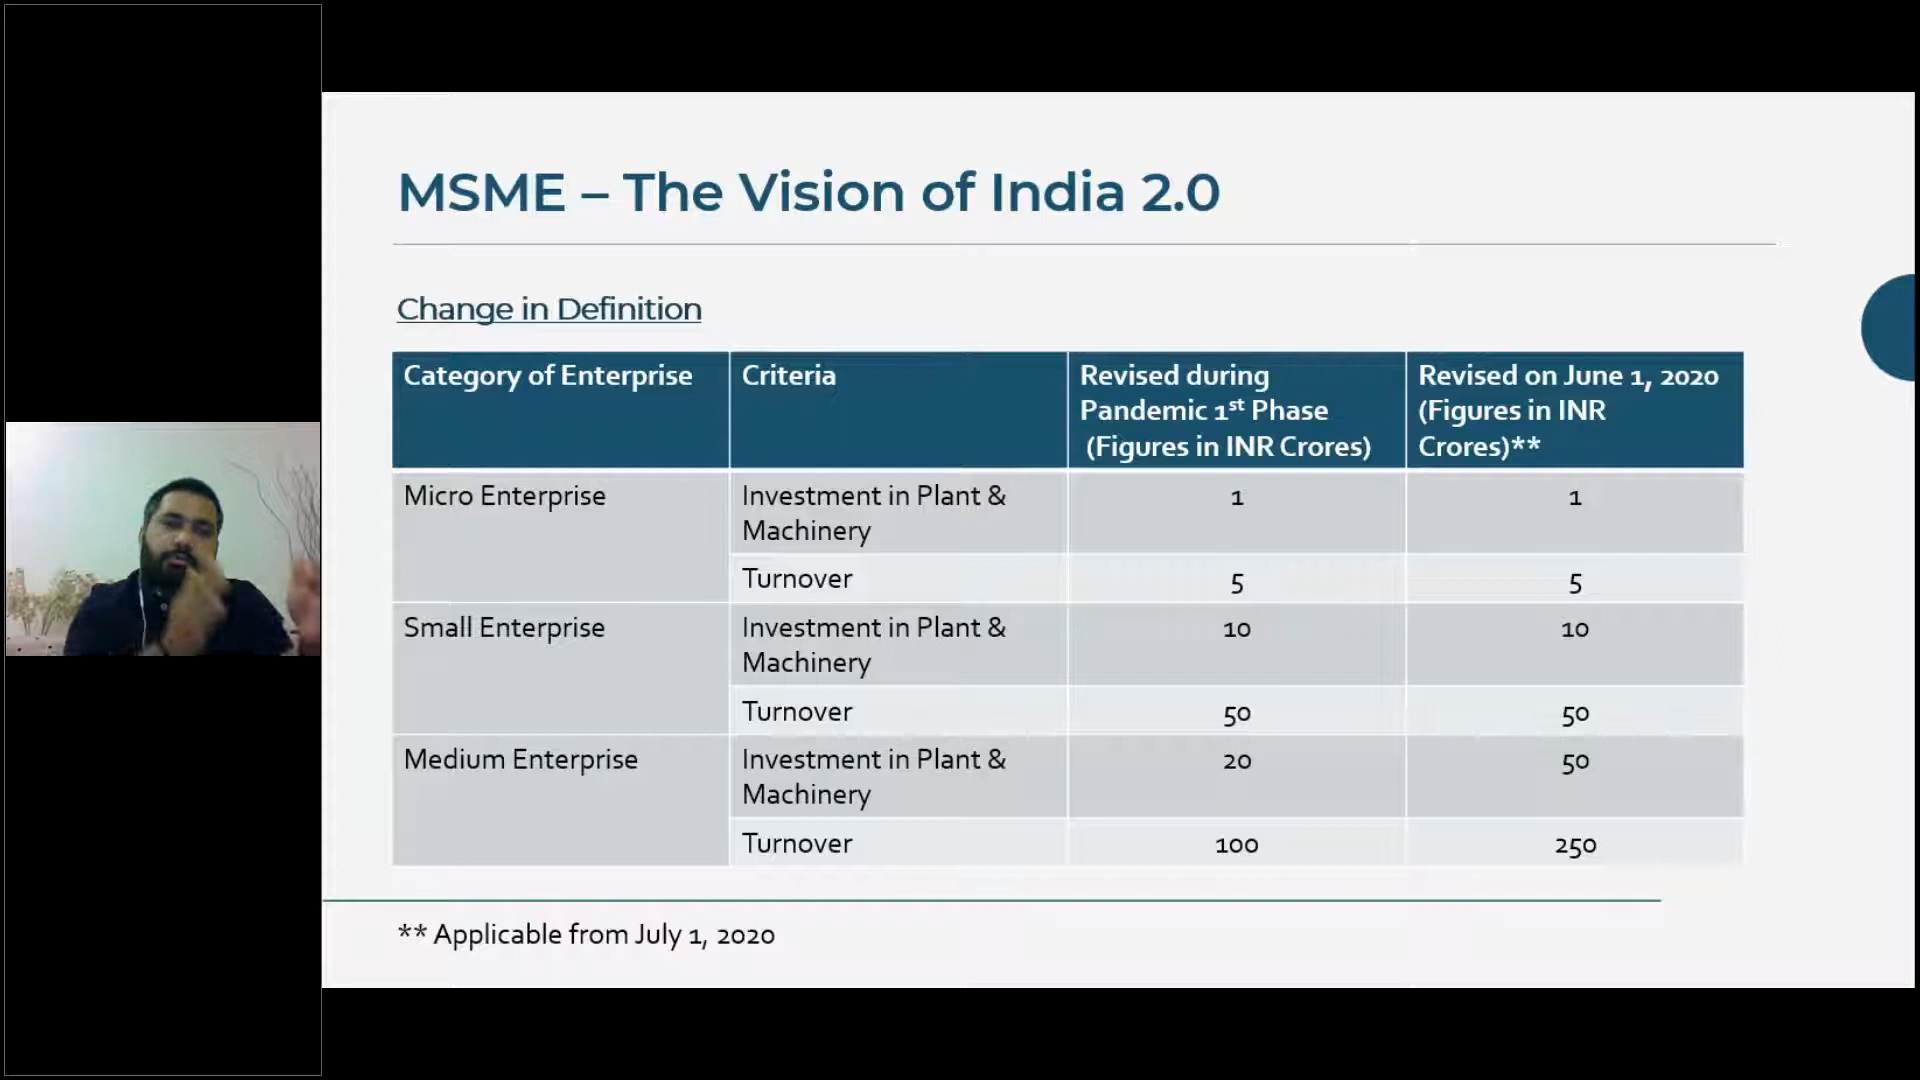 MSME – The Vision of India 2.0
Change in Definition
Category of Enterprise
Criteria
Revised during
Pandemic 1st Phase
(Figures in INR Crores)
Revised on June 1, 2020
(Figures in INR
Crores)**
Micro Enterprise
Investment in Plant &
Machinery
1
1
Turnover
5
5
Small Enterprise
Investment in Plant &
Machinery
10
10
Turnover
50
50
Medium Enterprise
Investment in Plant &
Machinery
20
50
Turnover
100
250
** Applicable from July 1, 2020